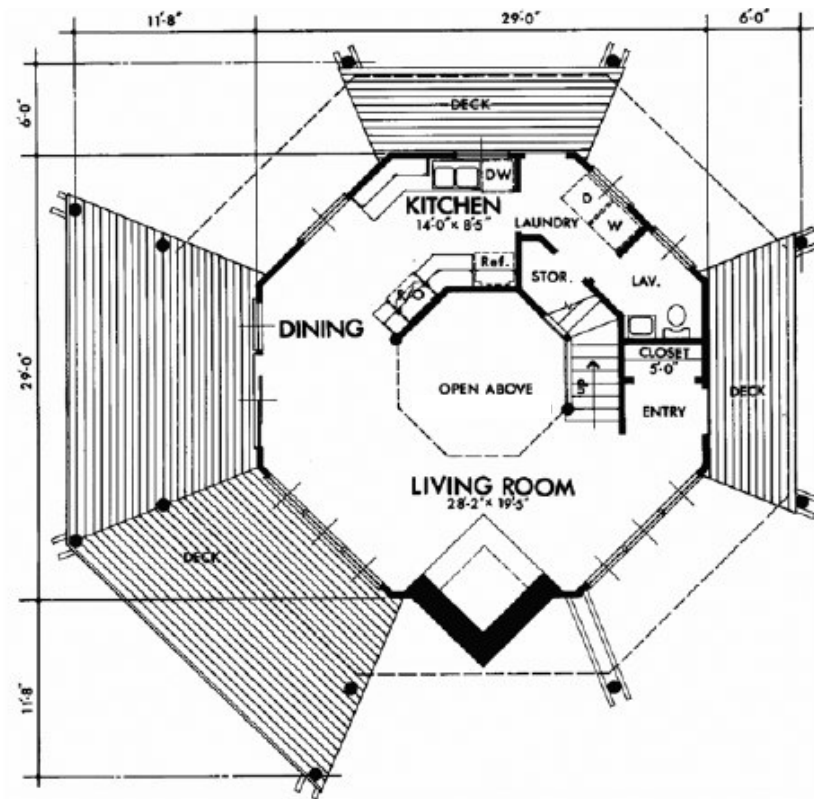 11'-8"
29'-0"
6'-0"
6'-0"
DECK
DW
KITCHEN
14'-0" x 8'-5"
D
W
LAUNDRY
Ref.
STOR.
LAV.
R/O
DINING
CLOSET
5'-0"
OPEN ABOVE
UP
DECK
ENTRY
29'-0"
LIVING ROOM
28'-2" x 19'-5"
DECK
11'-8"